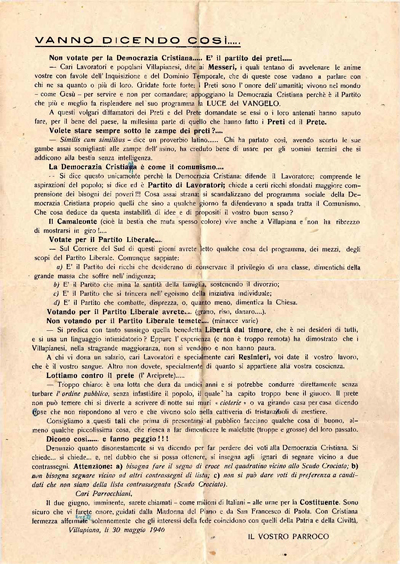 VANNO DICENDO COSÌ.....
Non votate per la Democrazia Cristiana..... E' il partito dei preti.....
— Cari Lavoratori e popolani Villapianesi, dite ai Messeri, i quali tentano di avvelenare le anime
vostre con favole dell'Inquisizione e del Dominio Temporale, che di queste cose vadano a parlare con
chi ne sa quanto o più di loro. Gridate forte forte: i Preti sono l'onore dell'umanità; vivono nel mondo
- come Gesù - per servire e non per comandare; appoggiano la Democrazia Cristiana perchè è il Partito
che più e meglio fa risplendere nel suo programma la LUCE del VANGELO.
A questi volgari diffamatori dei Preti e del Prete domandate se essi o i loro antenati hanno saputo
fare, per il bene del paese, la millesima parte di quello che hanno fatto i Preti ed il Prete.
Volete stare sempre sotto le zampe dei preti?....
— Similis cum similibus - dice un proverbio latino..... Chi ha parlato così, avendo scorto le sue
gambe assai somiglianti alle zampe dell'asino, ha creduto bene di usare per gli uomini termini che si
addicono alla bestia senza intelligenza.
La Democrazia Cristiana è come il comunismo....
— Si dice questo unicamente perchè la Democrazia Cristiana: difende il Lavoratore; comprende le
aspirazioni del popolo; si dice ed è Partito di Lavoratori; chiede a certi ricchi sfondati maggiore com-
prensione dei bisogni dei poveri!!! Cosa assai strana: si scandalizzano del programma sociale della De-
mocrazia Cristiana proprio quelli che sino a qualche giorno fa difendevano a spada tratta il Comunismo.
Che cosa deduce da questa instabilità di idee e di propositi il vostro buon senso?
Il Camaleonte (cioè la bestia che muta spesso colore) vive anche a Villapiana e non ha ribrezzo
di mostrarsi in giro!....
Votate per il Partito Liberale....
— Sul Corriere del Sud di questi giorni avrete letto qualche cosa del programma, dei mezzi, degli
scopi del Partito Liberale. Comunque sappiate:
a) E' il Partito dei ricchi che desiderano di conservare il privilegio di una classe, dimentichi della
grande massa che soffre nell'indigenza;
b) E' il Partito che mina la santità della famiglia, sostenendo il divorzio;
c) E' il Partito che si trincera nell'egoismo della iniziativa individuale;
d) E' il Partito che combatte, disprezza, o, quanto meno, dimentica la Chiesa.
Votando per il Partito Liberale avrete.... (grano, riso, danaro....).
Non votando per il Partito Liberale temete.... (minacce varie)
— Si predica con tanto sussiego quella benedetta Libertà dal timore, che è nei desideri di tutti,
e si usa un linguaggio intimidatorio? Eppure l'esperienza (e non è troppo remota) ha dimostrato che i
Villapianesi, nella stragrande maggioranza, non si vendono e non hanno paura.
A chi vi dona un salario, cari Lavoratori e specialmente cari Resinieri, voi date il vostro lavoro,
che è il vostro sangue. Altro non dovete, specialmente di quanto si appartiene alla vostra coscienza.
Lottiamo contro il prete (l'Arciprete)....
— Troppo chiaro: è una lotta che dura da undici anni e si potrebbe condurre direttamente senza
turbare l'ordine pubblico, senza infastidire il popolo, il quale ha capito troppo bene il giuoco. Il prete
non può temere chi si diverte a scrivere di notte sui muri - cisterie - o va girando casa per casa dicendo
cose che non rispondono al vero e che vivono solo nella cattiveria di tristanzuoli di mestiere.
Consigliamo a questi tali che prima di presentarsi al pubblico facciano qualche cosa di buono, al-
meno qualche piccolissima cosa, che riesca a far dimenticare le malefatte (troppe e grosse) del loro passato.
Dicono così..... e fanno peggio!!!
Denunzio quanto disonestamente si va dicendo per far perdere dei voti alla Democrazia Cristiana. Si
chiede.... si chiede... e, nel dubbio che si possa ottenere, si insegna agli ignari di segnare vicino a due
contrassegni. Attenzione: a) bisogna fare il segno di croce nel quadratino vicino allo Scudo Crociato; b)
non bisogna segnare vicino ad altri contrassegni di lista; c) non si può dare voti di preferenza a candi-
dati che non siano della lista contrassegnata (Scudo Crociato).
Cari Parrocchiani,
Il due giugno, imminente, sarete chiamati - come milioni di Italiani - alle urne per la Costituente. Sono
sicuro che vi farete onore, guidati dalla Madonna del Piano e da San Francesco di Paola. Con Cristiana
fermezza affermate solennemente che gli interessi della fede coincidono con quelli della Patria e della Civiltà.
Villapiana, li 30 maggio 1946
IL VOSTRO PARROCO